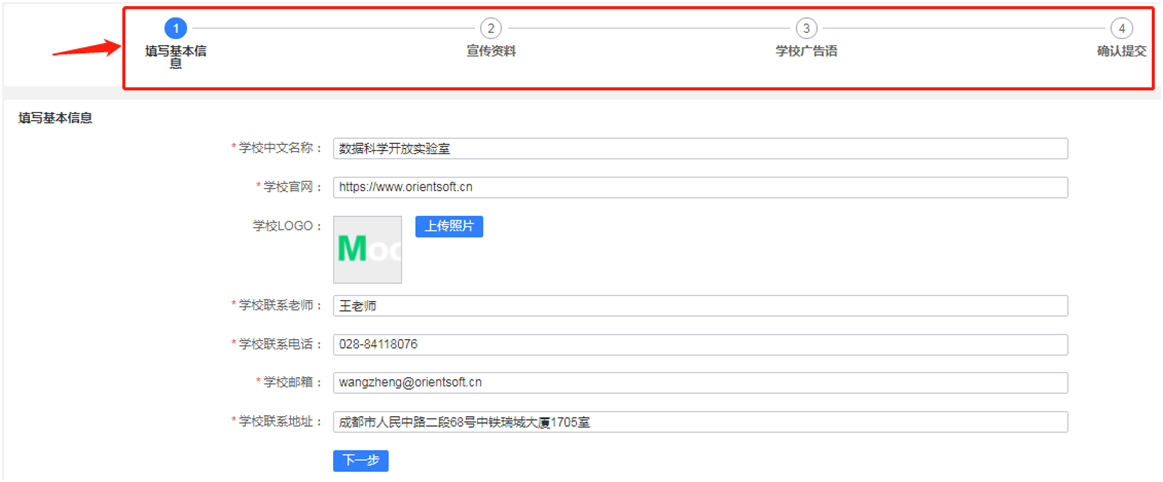 1
2
3
4
填写基本信
息
宣传资料
学校广告语
确认提交
填写基本信息
*学校中文名称： 数据科学开放实验室
*学校官网： https://www.orientsoft.cn
学校LOGO： Moo 上传照片
*学校联系老师： 王老师
*学校联系电话： 028-84118076
*学校邮箱： wangzheng@orientsoft.cn
*学校联系地址： 成都市人民中路二段68号中铁瑞城大厦1705室
下一步